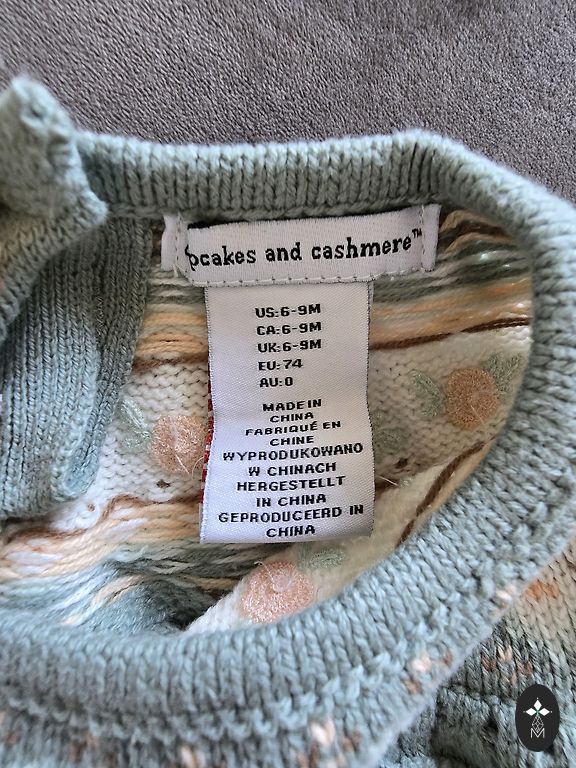 pcakes and cashmere™
US:6-9M
CA:6-9M
UK:6-9M
EU:74
AU:0
MADE IN
CHINA
FABRIQUÉ EN
CHINE
WYPRODUKOWANO
W CHINACH
HERGESTELLT
IN CHINA
GEPRODUCEERD IN
CHINA
M